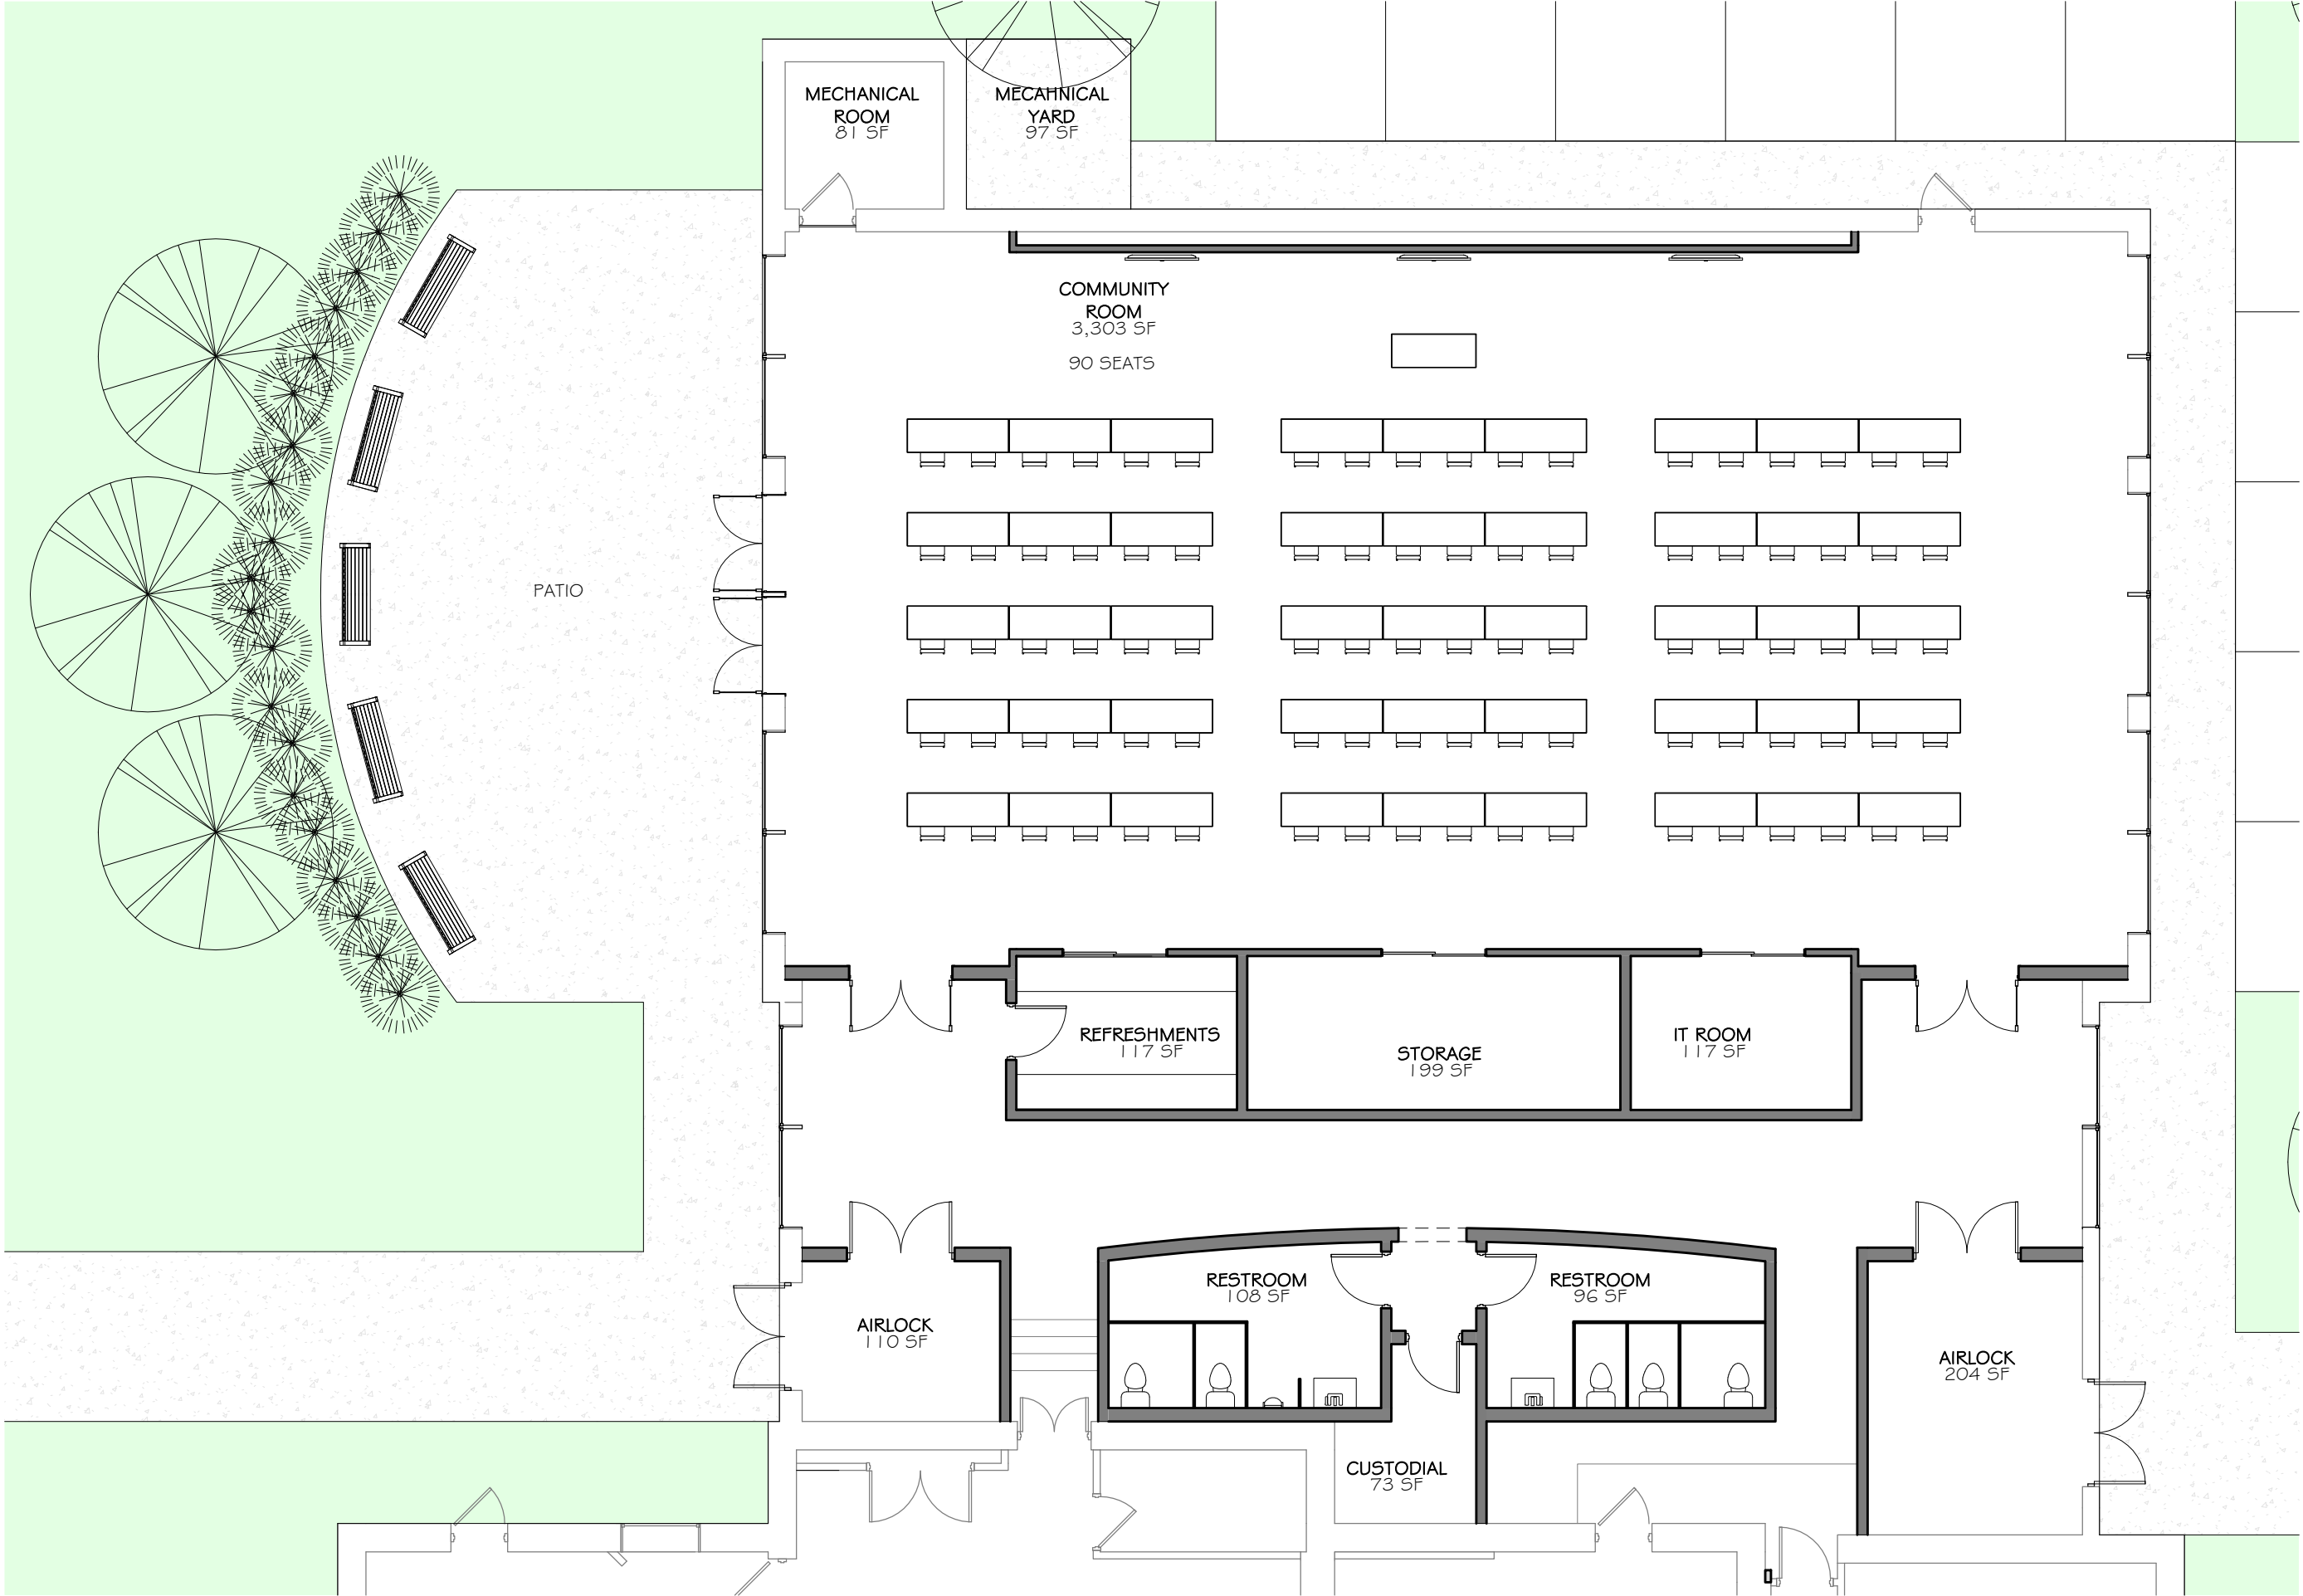 MECHANICAL
ROOM
81 SF
MECAHNICAL
YARD
97 SF
COMMUNITY
ROOM
3,303 SF
90 SEATS
PATIO
REFRESHMENTS
117 SF
STORAGE
199 SF
IT ROOM
117 SF
RESTROOM
108 SF
RESTROOM
96 SF
AIRLOCK
110 SF
AIRLOCK
204 SF
CUSTODIAL
73 SF